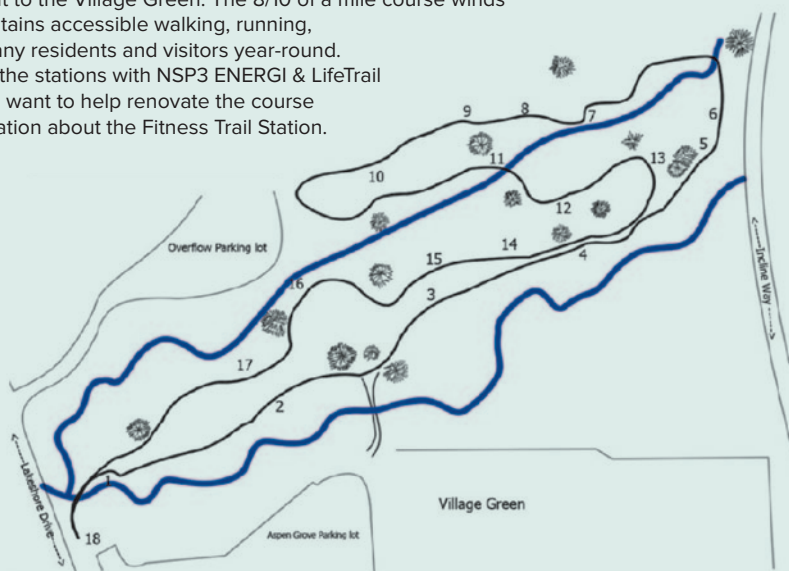 nt to the Village Green. The 8/10 of a mile course winds
tains accessible walking, running,
any residents and visitors year-round.
the stations with NSP3 ENERGI & LifeTrail
want to help renovate the course
ation about the Fitness Trail Station.
9
8
7
6
5
13
11
10
12
4
14
15
3
16
17
2
1
18
Overflow Parking lot
<----Incline Way---->
<----Lakeshore Drive---->
Village Green
Aspen Grove Parking lot